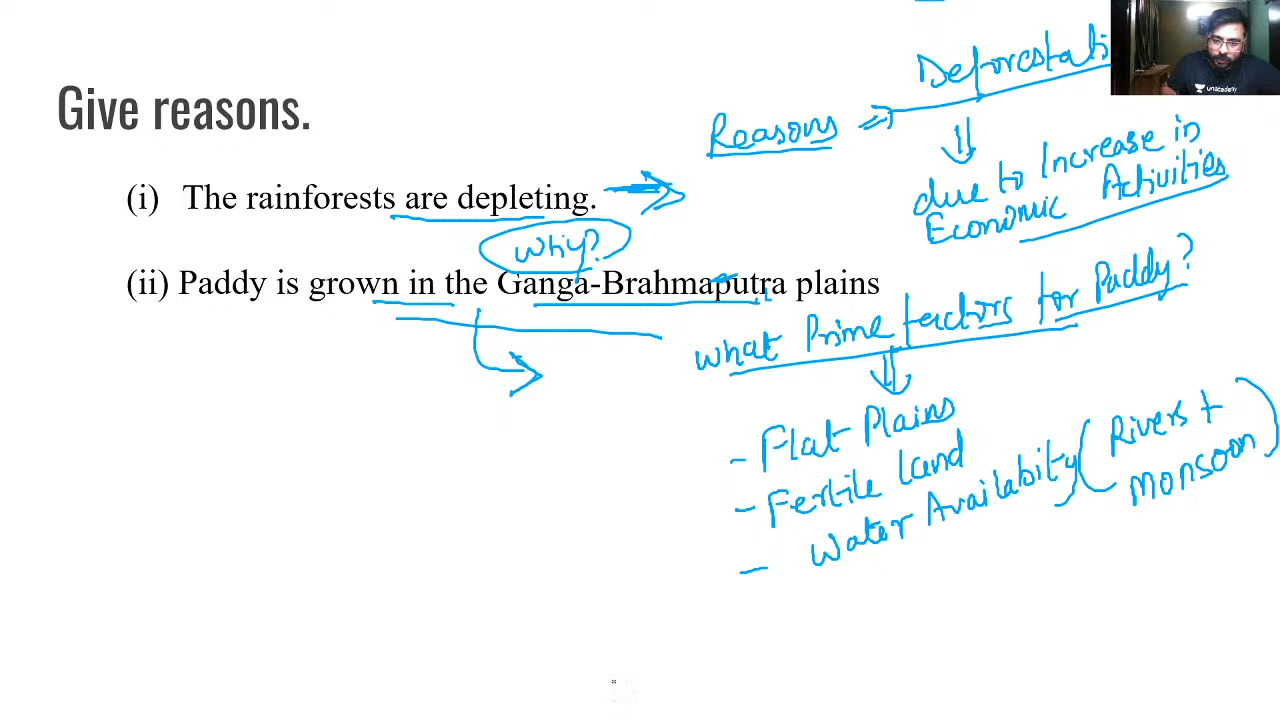 Give reasons.
(i) The rainforests are depleting.
Why?
(ii) Paddy is grown in the Ganga-Brahmaputra plains
Reasons
Deforestati
due to Increase in
Economic Activities
What Prime factors for Paddy?
- Flat Plains
- Fertile Land
- Water Availability (Rivers +
Monsoon)
unacademy